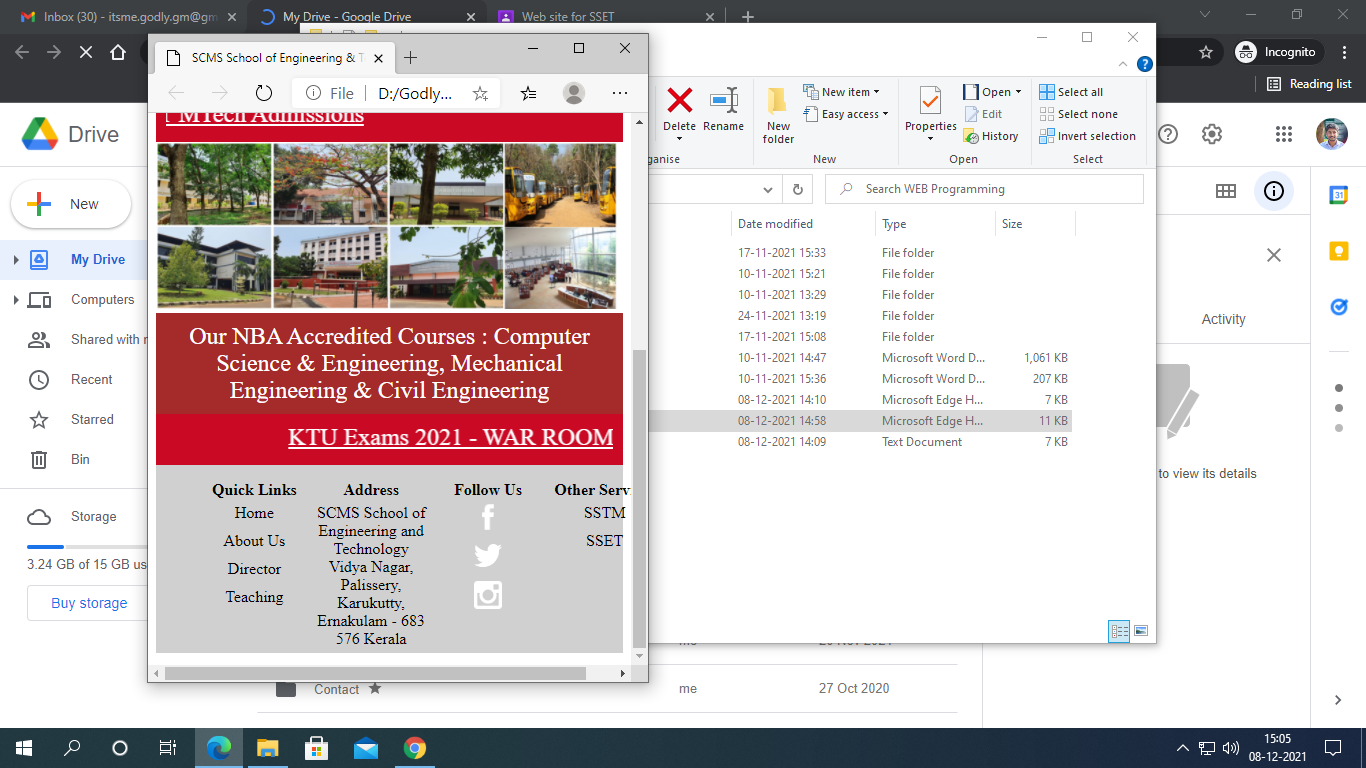 Inbox (30) - itsme.godly.gm@gm
My Drive - Google Drive
Web site for SSET
Incognito
Reading list
SCMS School of Engineering & T
File
D:/Godly...
MTech Admissions
Our NBA Accredited Courses : Computer
Science & Engineering, Mechanical
Engineering & Civil Engineering
KTU Exams 2021 - WAR ROOM
Quick Links
Home
About Us
Director
Teaching
Address
SCMS School of
Engineering and
Technology
Vidya Nagar,
Palissery,
Karukutty,
Ernakulam - 683
576 Kerala
Follow Us
Other Servi
SSTM
SSET
Delete
Rename
New
folder
New item
Easy access
New
Properties
Open
Edit
History
Open
Select all
Select none
Invert selection
Select
ganise
Search WEB Programming
Date modified Type Size
17-11-2021 15:33 File folder
10-11-2021 15:21 File folder
10-11-2021 13:29 File folder
24-11-2021 13:19 File folder
17-11-2021 15:08 File folder
10-11-2021 14:47 Microsoft Word D... 1,061 KB
10-11-2021 15:36 Microsoft Word D... 207 KB
08-12-2021 14:10 Microsoft Edge H... 7 KB
08-12-2021 14:58 Microsoft Edge H... 11 KB
08-12-2021 14:09 Text Document 7 KB
Drive
New
My Drive
Computers
Shared with r
Recent
Starred
Bin
Storage
3.24 GB of 15 GB us
Buy storage
31
Activity
to view its details
Contact me 27 Oct 2020
15:05
08-12-2021